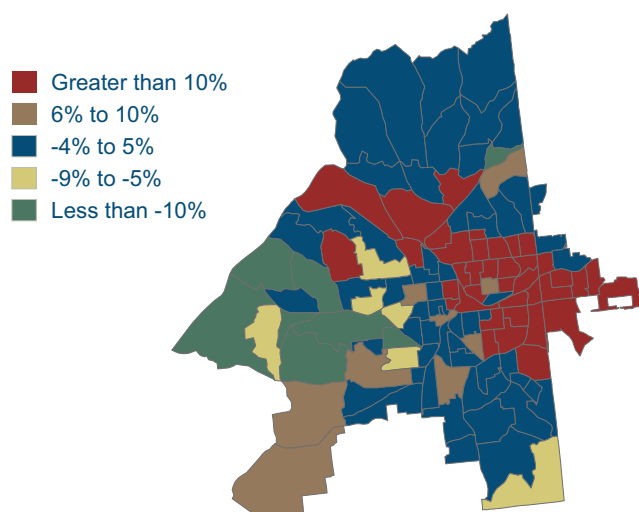 Greater than 10%
6% to 10%
-4% to 5%
-9% to -5%
Less than -10%